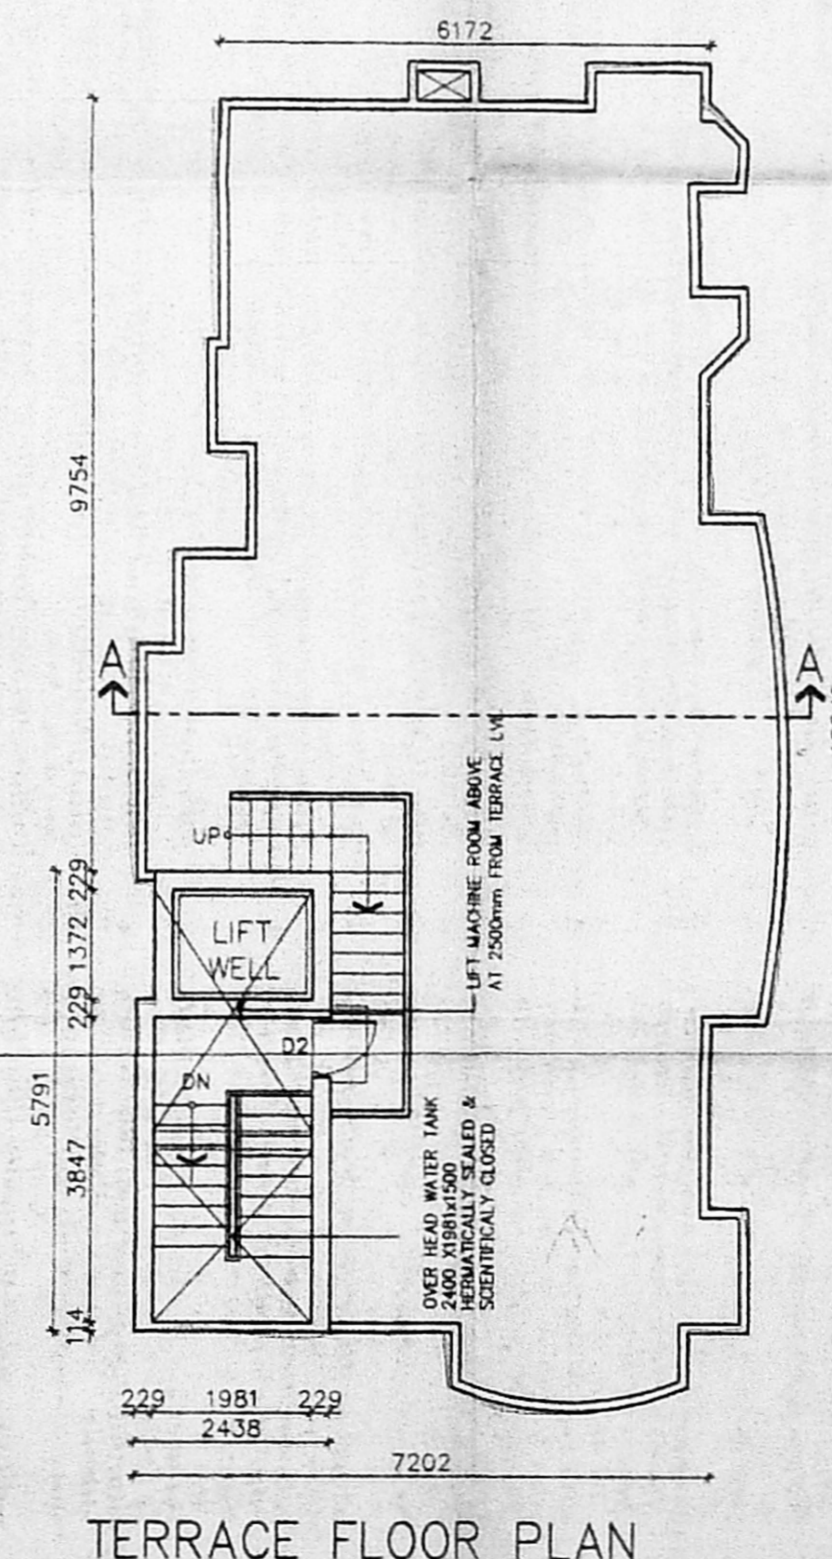 6172
9754
A
A
LIFT MACHINE ROOM ABOVE
AT 2500mm FROM TERRACE LVL
UP
229
LIFT
WELL
1372
229
D2
DN
5791
3847
OVER HEAD WATER TANK
2400 X1981x1500
HERMATICALLY SEALED &
SCIENTIFICALY CLOSED
114
229 1981 229
2438
7202
TERRACE FLOOR PLAN